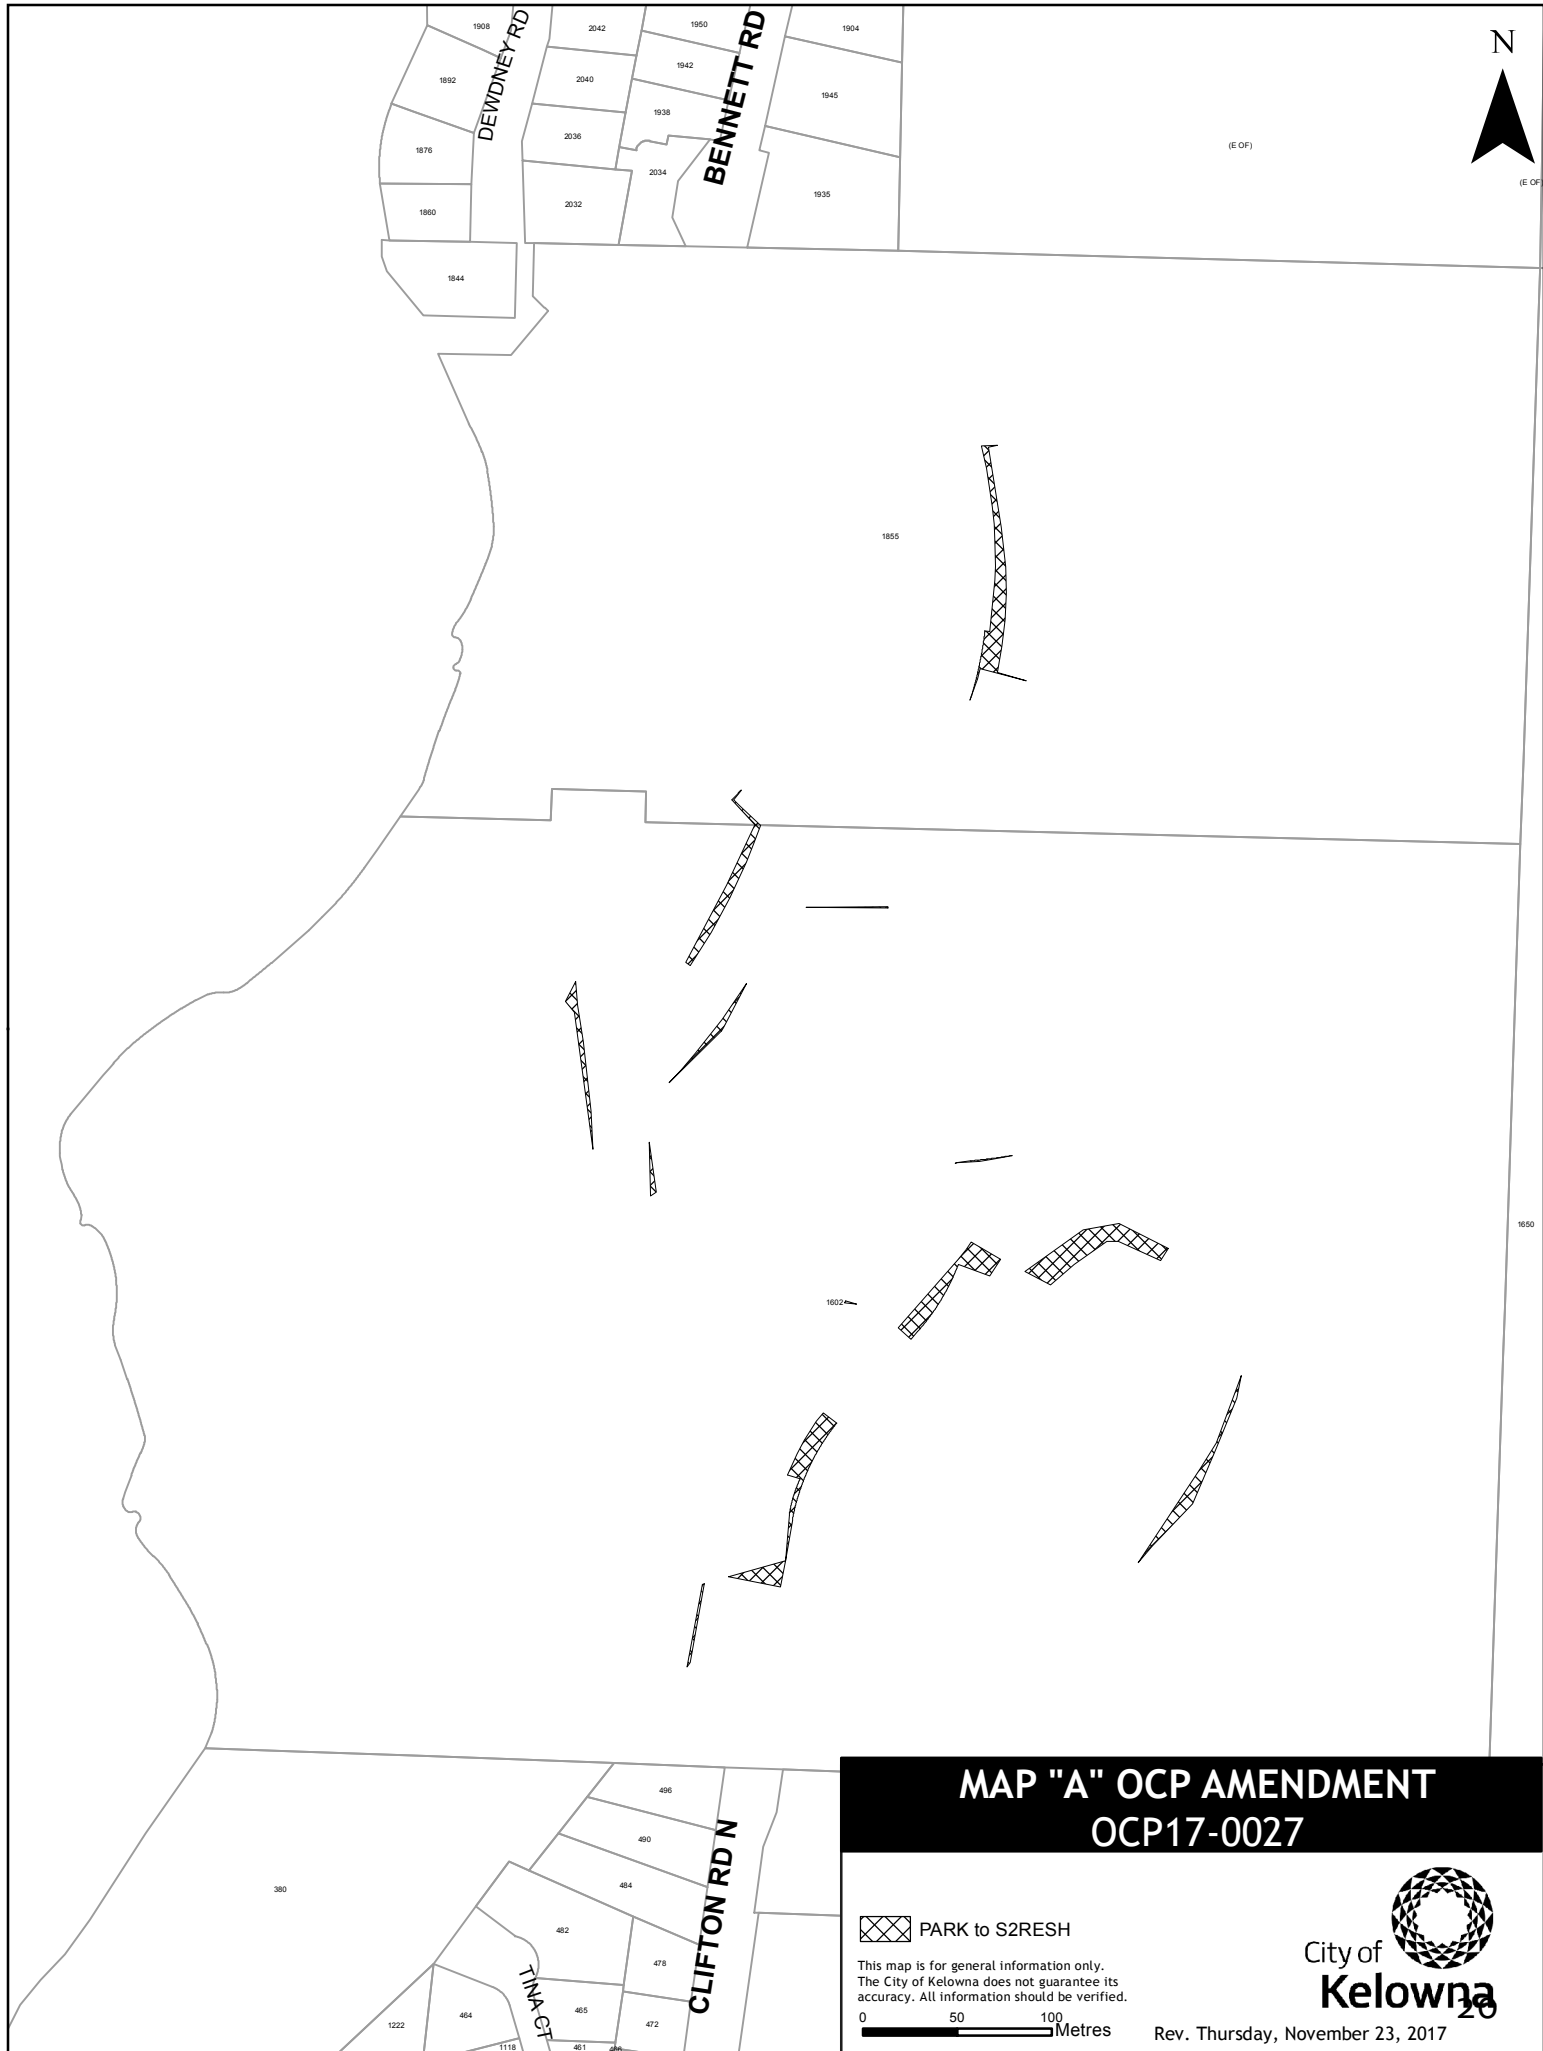 1908
2042
1950
1904
N
1892
DEWDNEY RD
2040
1942
BENNETT RD
1945
1938
1876
2036
(E OF)
2034
(E OF)
1860
2032
1935
1844
1855
1650
1602
496
490
484
CLIFTON RD N
380
482
478
TINA CT
464
465
472
1222
1118
461
MAP "A" OCP AMENDMENT
OCP17-0027
PARK to S2RESH
This map is for general information only.
The City of Kelowna does not guarantee its
accuracy. All information should be verified.
0 50 100
Metres
City of
Kelowna
28
Rev. Thursday, November 23, 2017